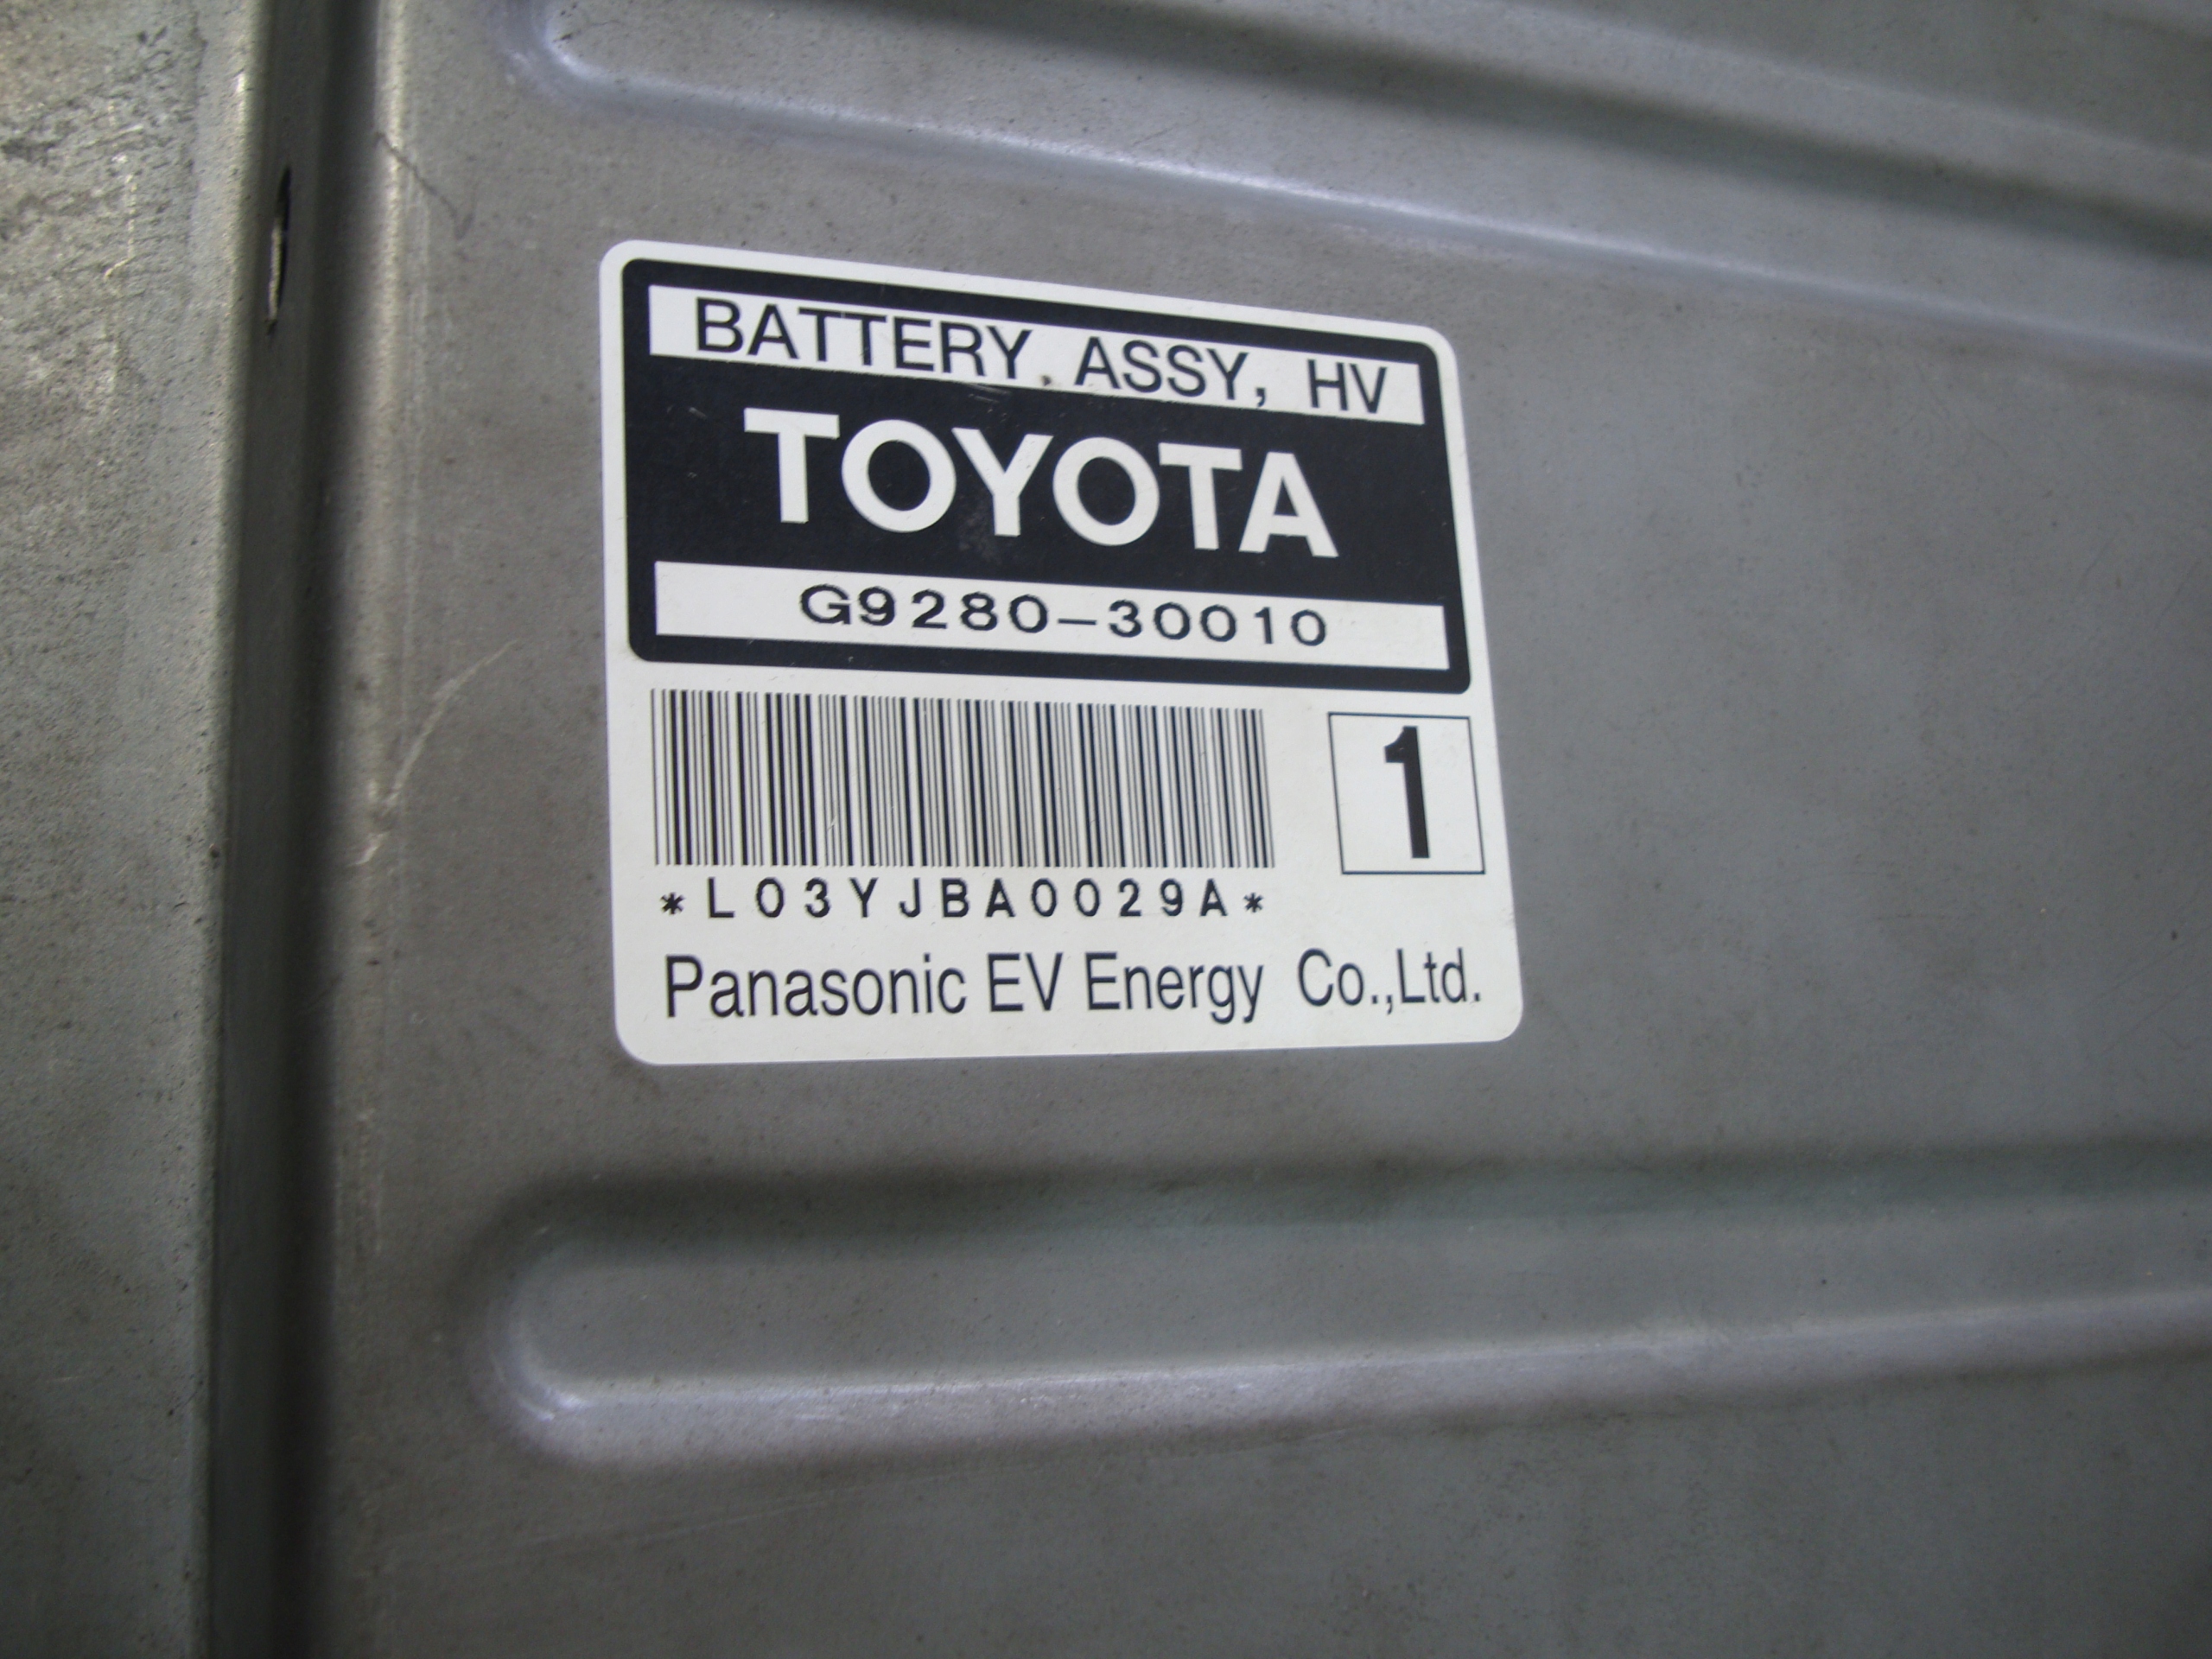 BATTERY ASSY, HV
TOYOTA
G9280-30010
1
*L03YJBA0029A*
Panasonic EV Energy Co.,Ltd.